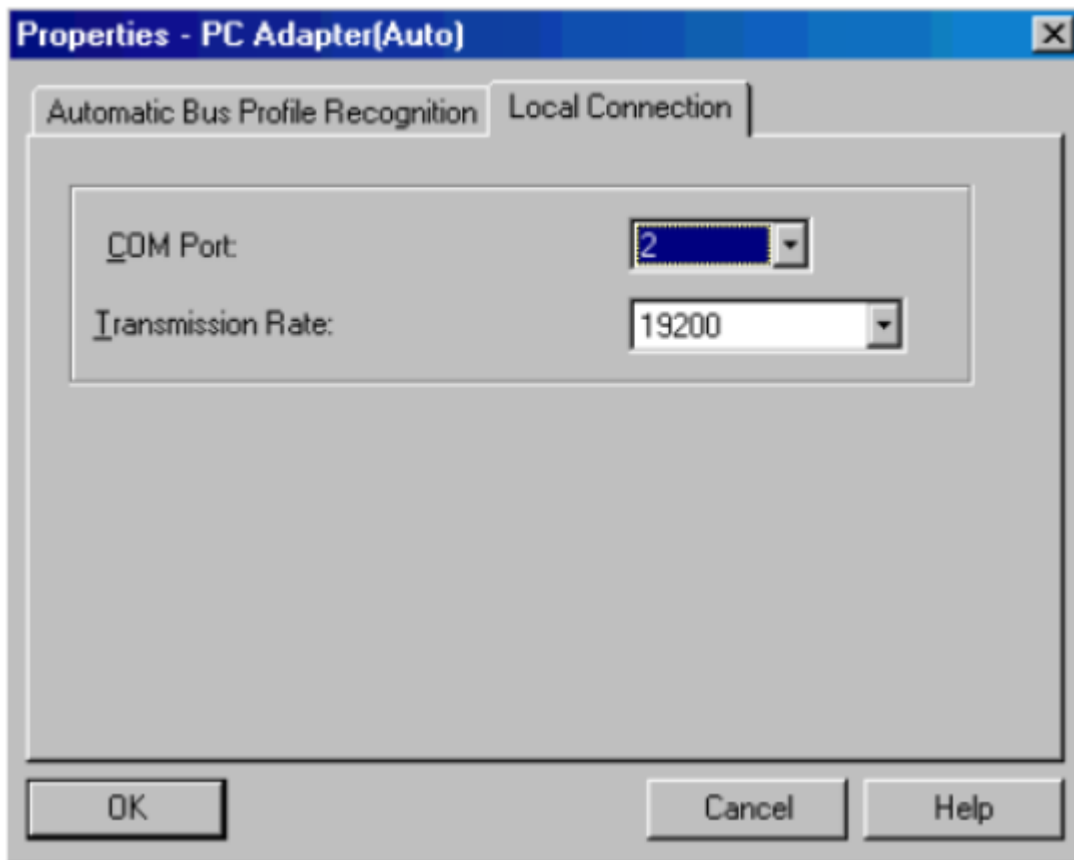 Properties - PC Adapter(Auto)
Automatic Bus Profile Recognition Local Connection
COM Port: 2
Transmission Rate: 19200
OK Cancel Help